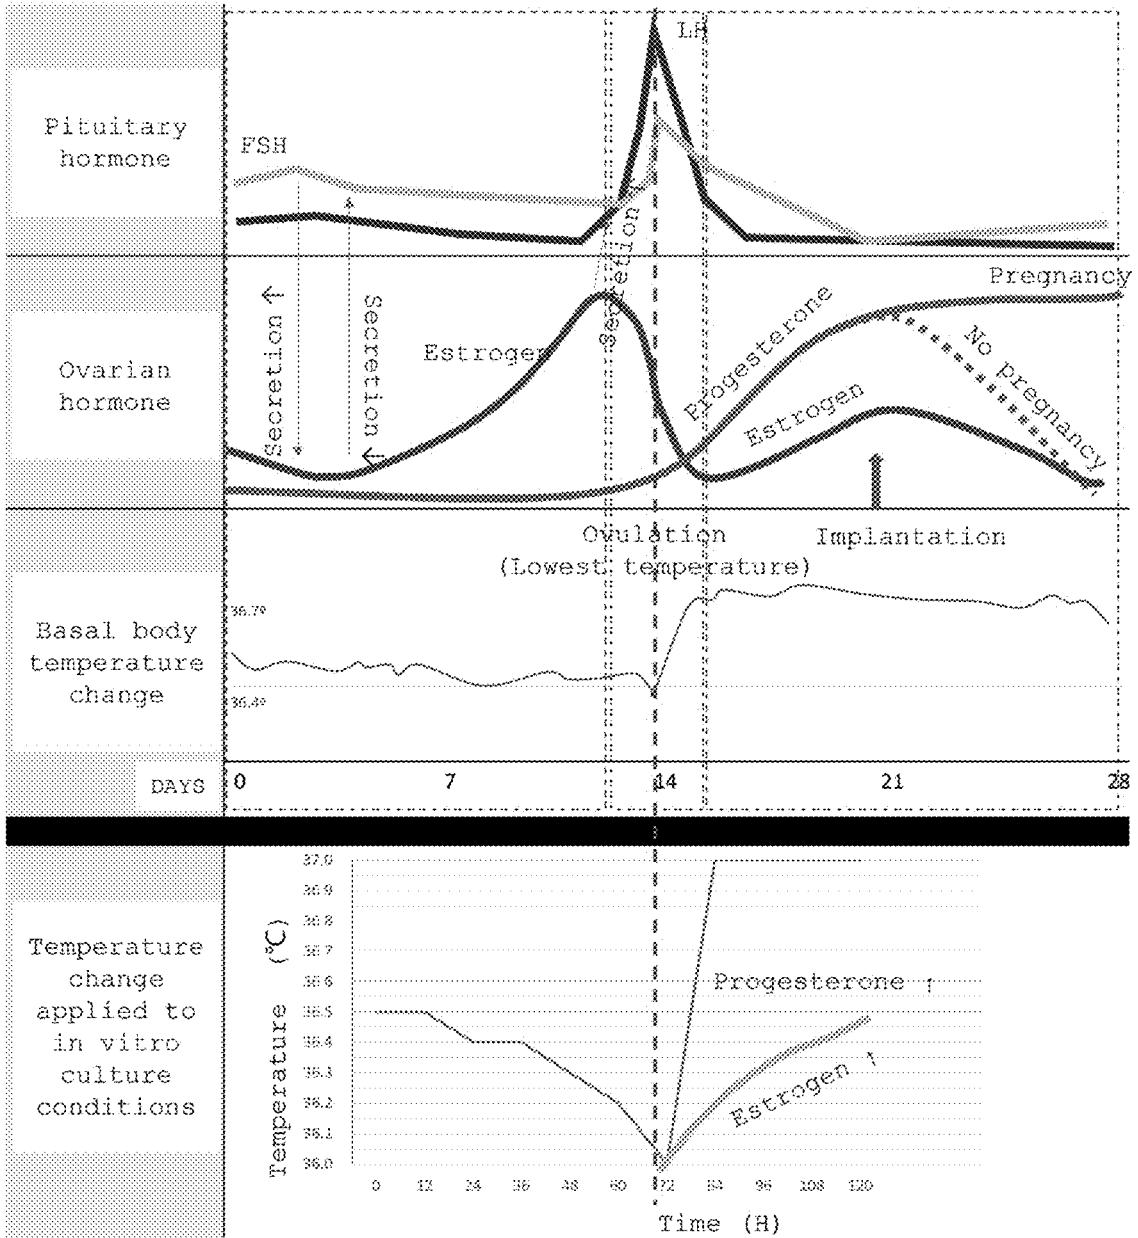 LH
Pituitary
hormone
FSH
Secretion ↑
Pregnancy
Secretion ↑
Secretion ↓
Estrogen
Progesterone
Estrogen
No pregnancy
Ovarian
hormone
Ovulation
(Lowest temperature)
Implantation
Basal body
temperature
change
36.7º
36.4º
DAYS
0 7 14 21 28
Temperature
change
applied to
in vitro
culture
conditions
Temperature (℃)
37.0
36.9
36.8
36.7
36.6
36.5
36.4
36.3
36.2
36.1
36.0
Progesterone ↑
Estrogen ↑
0 12 24 36 48 60 72 84 96 108 120
Time (H)